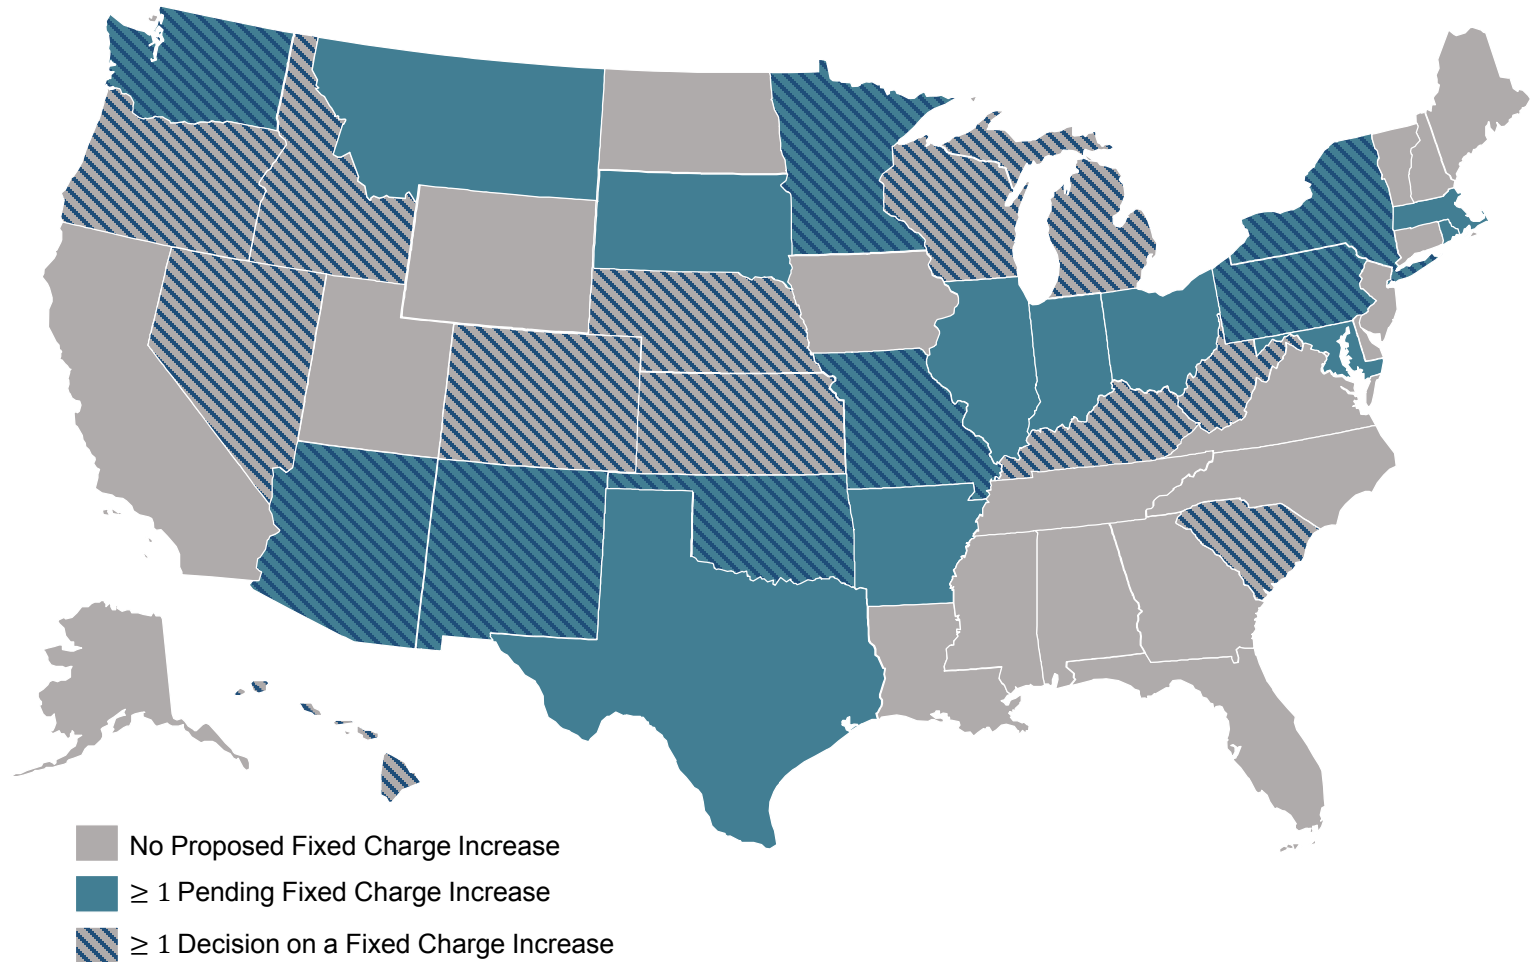 No Proposed Fixed Charge Increase
≥ 1 Pending Fixed Charge Increase
≥ 1 Decision on a Fixed Charge Increase